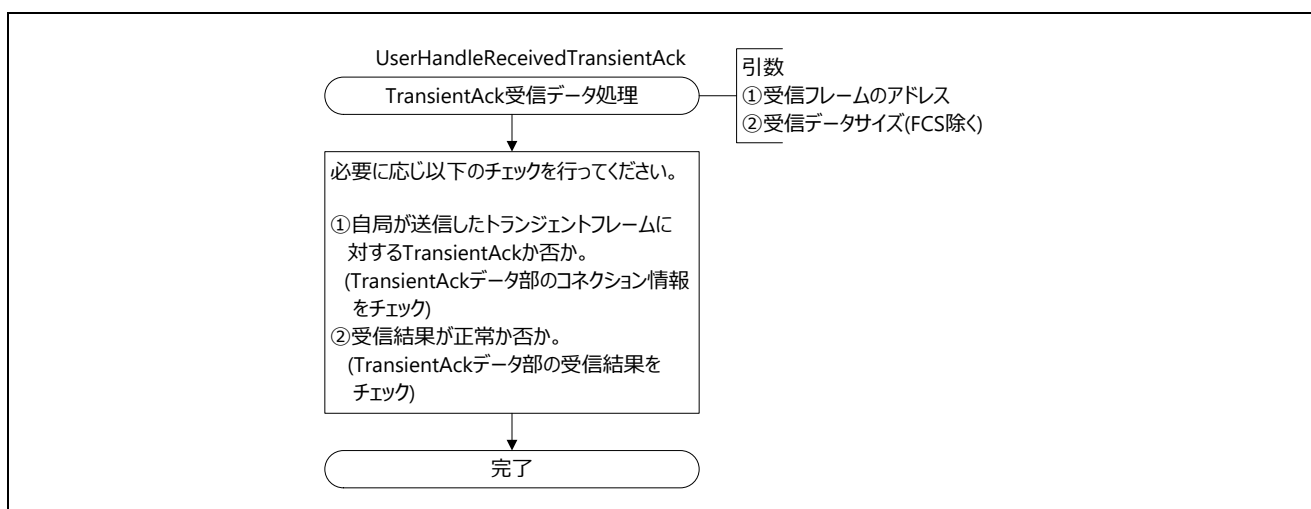 UserHandleReceivedTransientAck
TransientAck受信データ処理
引数
①受信フレームのアドレス
②受信データサイズ(FCS除く)
必要に応じ以下のチェックを行ってください。
①自局が送信したトランジェントフレームに
対するTransientAckか否か。
(TransientAckデータ部のコネクション情報
をチェック)
②受信結果が正常か否か。
(TransientAckデータ部の受信結果を
チェック)
完了